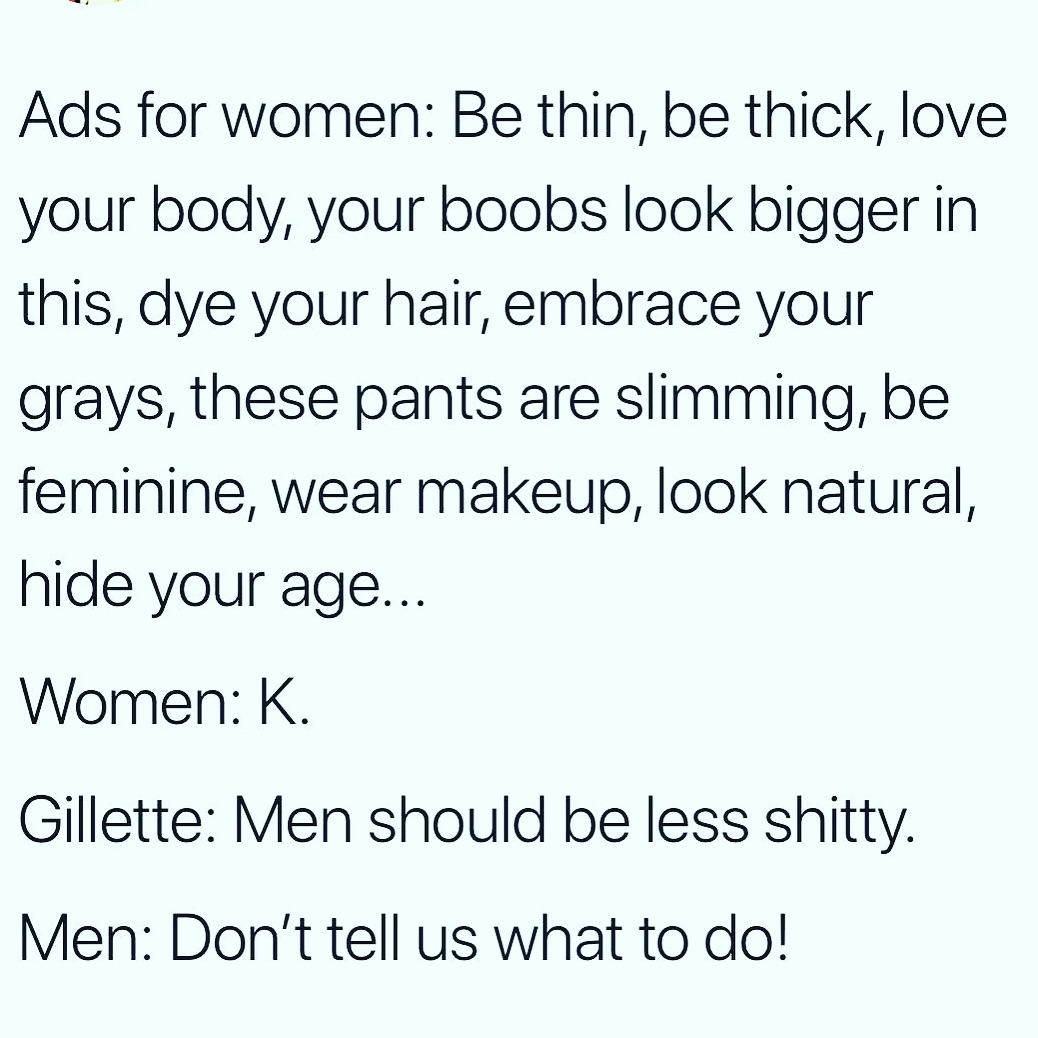 Ads for women: Be thin, be thick, love
your body, your boobs look bigger in
this, dye your hair, embrace your
grays, these pants are slimming, be
feminine, wear makeup, look natural,
hide your age...
Women: K.
Gillette: Men should be less shitty.
Men: Don’t tell us what to do!